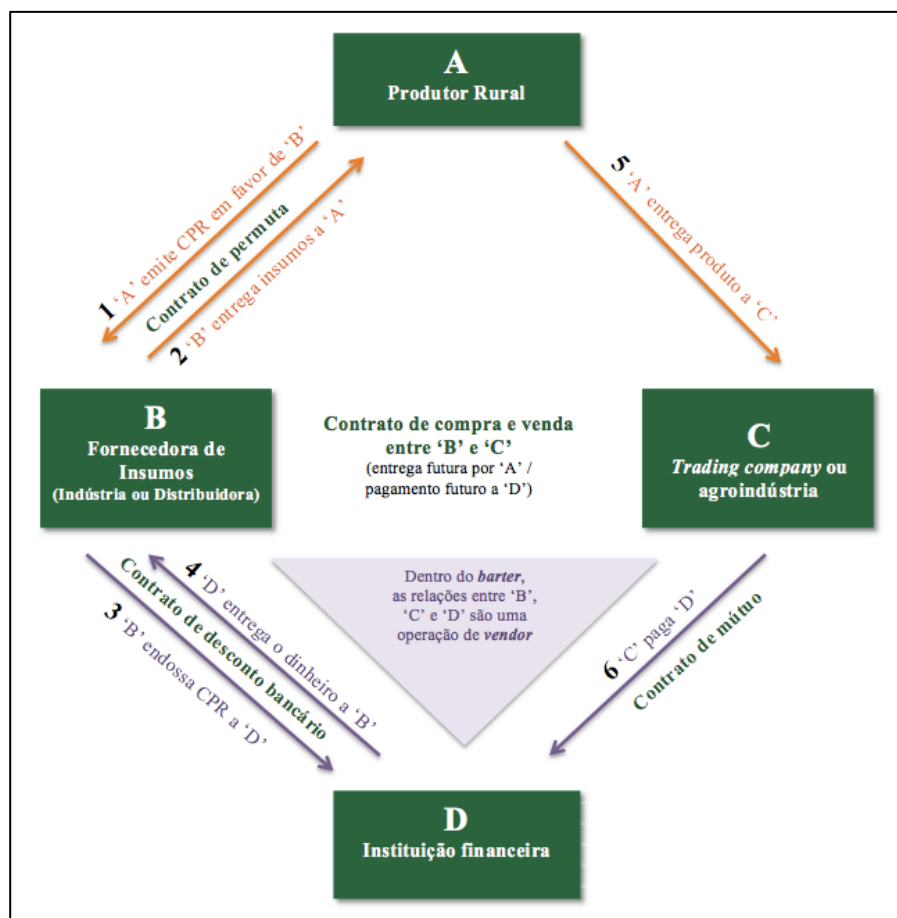 A
Produtor Rural
1 ‘A’ emite CPR em favor de ‘B’
Contrato de permuta
2 ‘B’ entrega insumos a ‘A’
5 ‘A’ entrega produto a ‘C’
B
Fornecedora de
Insumos
(Indústria ou Distribuidora)
Contrato de compra e venda
entre ‘B’ e ‘C’
(entrega futura por ‘A’ /
pagamento futuro a ‘D’)
C
Trading company ou
agroindústria
4 ‘D’ entrega o dinheiro a ‘B’
Contrato de desconto bancário
3 ‘B’ endossa CPR a ‘D’
Dentro do barter,
as relações entre ‘B’,
‘C’ e ‘D’ são uma
operação de vendor
6 ‘C’ paga ‘D’
Contrato de mútuo
D
Instituição financeira